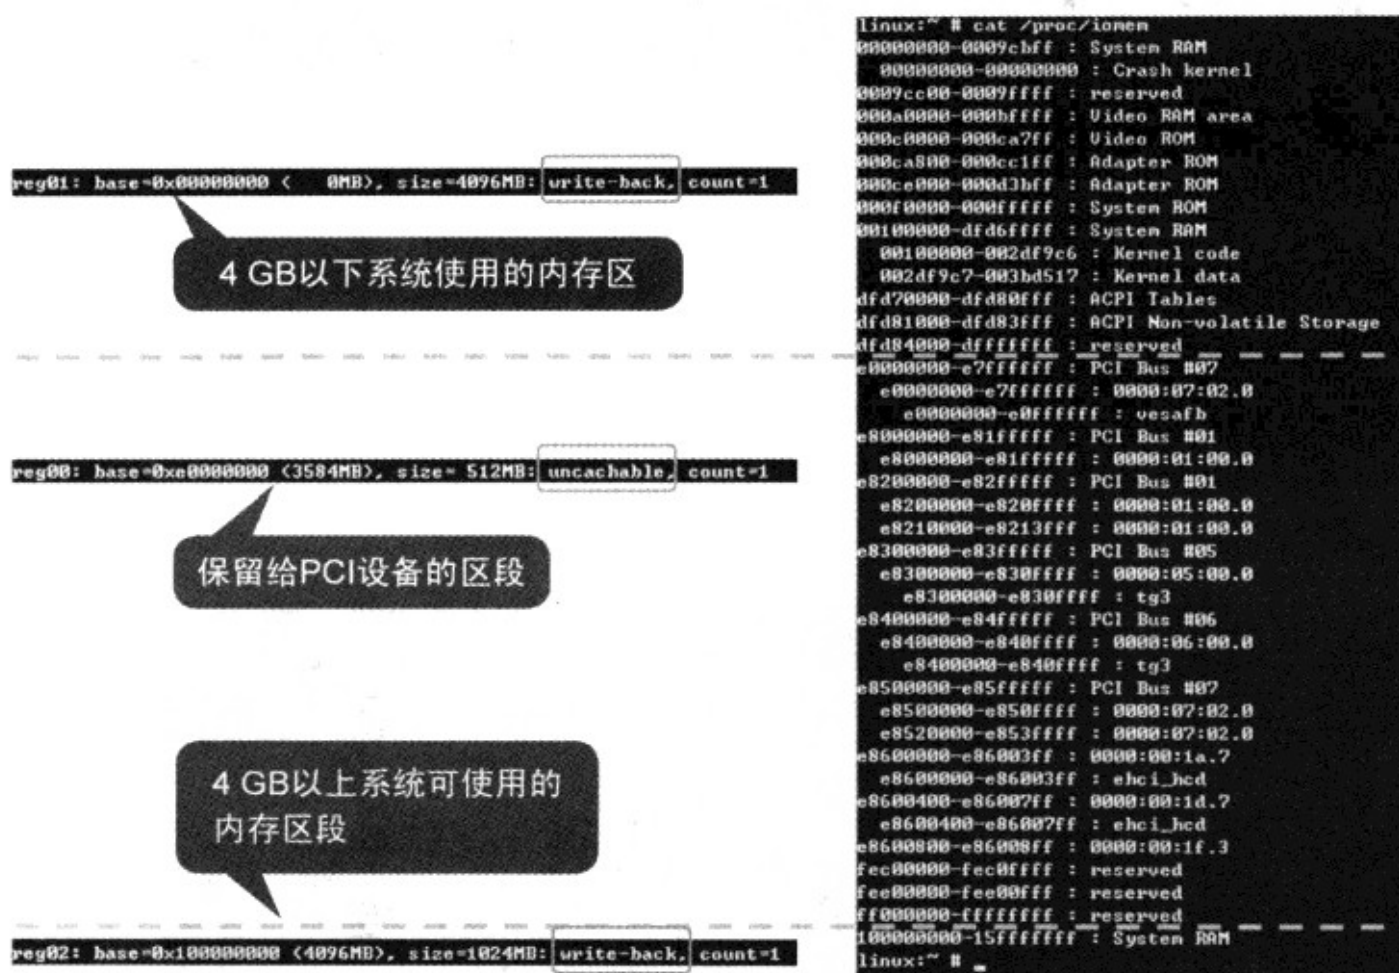 reg01: base=0x00000000 (   0MB), size=4096MB: write-back, count=1
4 GB以下系统使用的内存区
reg00: base=0xe0000000 (3584MB), size= 512MB: uncachable, count=1
保留给PCI设备的区段
4 GB以上系统可使用的
内存区段
reg02: base=0x100000000 (4096MB), size=1024MB: write-back, count=1
linux:~ # cat /proc/iomem
00000000-0009cbff : System RAM
00000000-00000000 : Crash kernel
0009cc00-0009ffff : reserved
000a0000-000bffff : Video RAM area
000c0000-000ca7ff : Video ROM
000ca800-000cc1ff : Adapter ROM
000ce000-000d3bff : Adapter ROM
000f0000-000fffff : System ROM
00100000-dfd6ffff : System RAM
00100000-002df9c6 : Kernel code
002df9c7-003bd517 : Kernel data
dfd70000-dfd80fff : ACPI Tables
dfd81000-dfd83fff : ACPI Non-volatile Storage
dfd84000-dfffffff : reserved
e0000000-e7ffffff : PCI Bus #07
e0000000-e7ffffff : 0000:07:02.0
e0000000-e0ffffff : vesafb
e8000000-e81fffff : PCI Bus #01
e8000000-e81fffff : 0000:01:00.0
e8200000-e82fffff : PCI Bus #01
e8200000-e820ffff : 0000:01:00.0
e8210000-e8213fff : 0000:01:00.0
e8300000-e83fffff : PCI Bus #05
e8300000-e830ffff : 0000:05:00.0
e8300000-e830ffff : tg3
e8400000-e84fffff : PCI Bus #06
e8400000-e840ffff : 0000:06:00.0
e8400000-e840ffff : tg3
e8500000-e85fffff : PCI Bus #07
e8500000-e850ffff : 0000:07:02.0
e8520000-e853ffff : 0000:07:02.0
e8600000-e86003ff : 0000:00:1a.7
e8600000-e86003ff : ehci_hcd
e8600400-e86007ff : 0000:00:1d.7
e8600400-e86007ff : ehci_hcd
e8600800-e86008ff : 0000:00:1f.3
fec00000-fec0ffff : reserved
fee00000-fee00fff : reserved
ff000000-ffffffff : reserved
100000000-15fffffff : System RAM
linux:~ # _